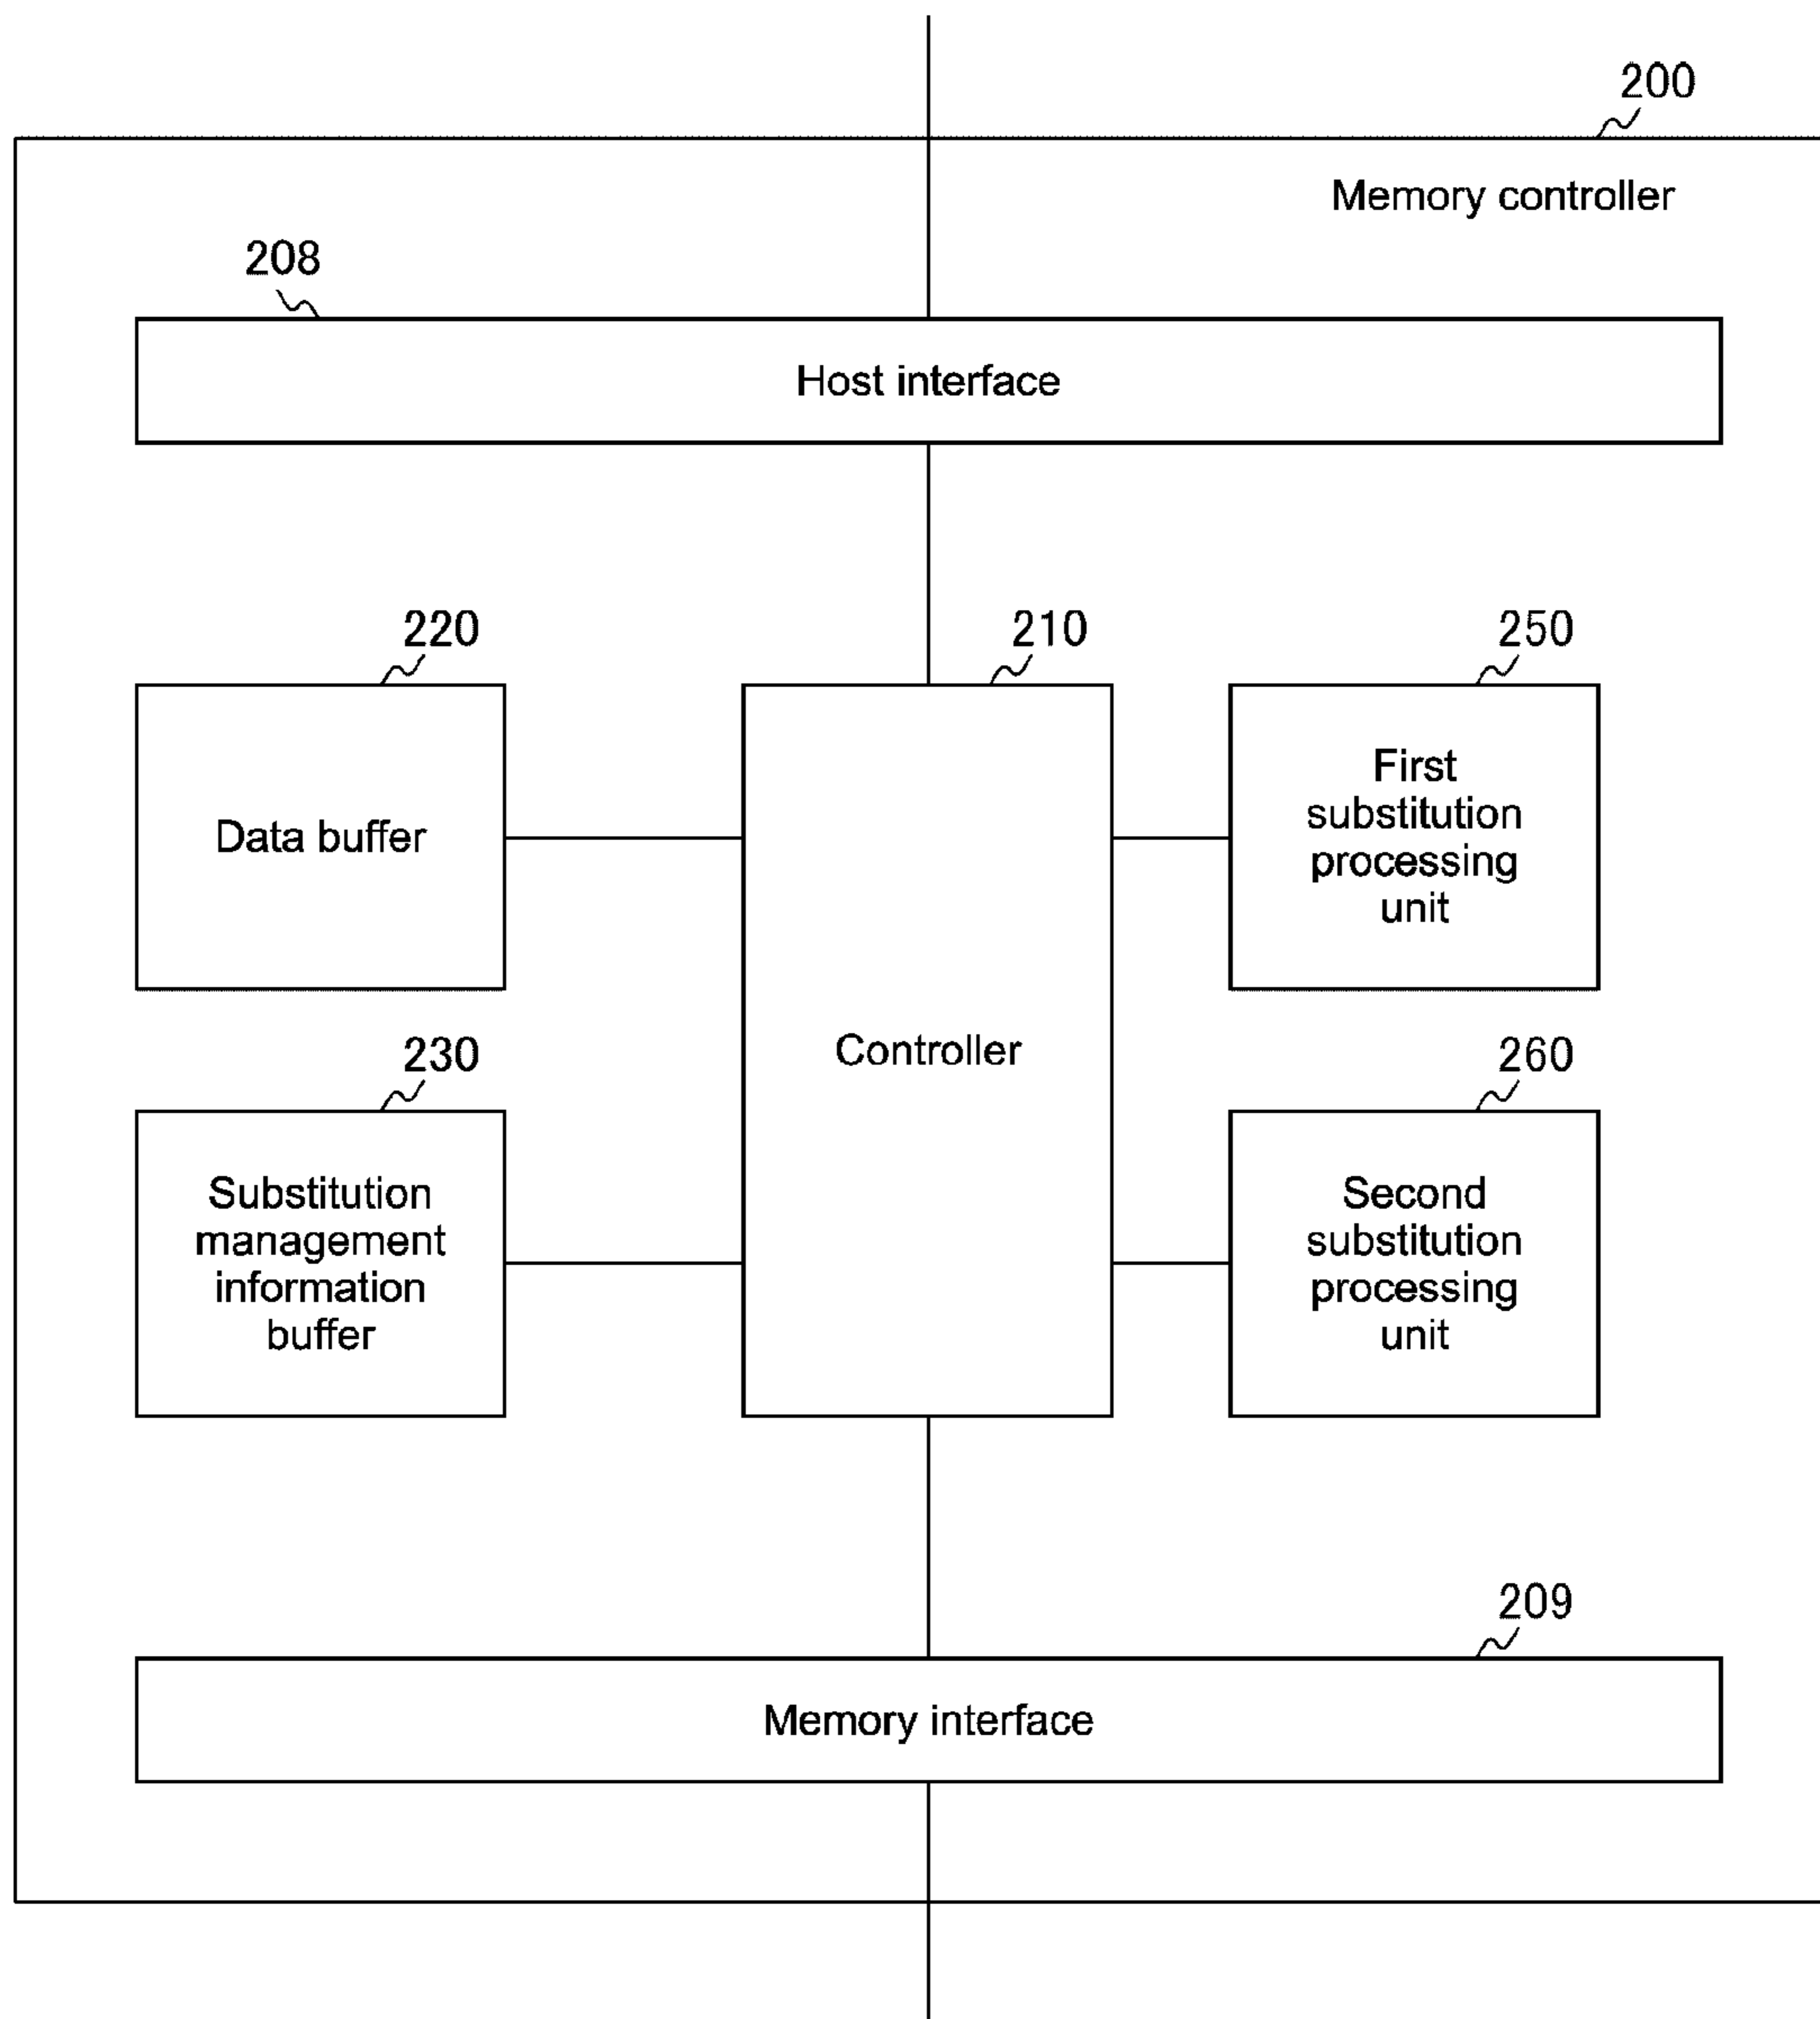 200
Memory controller
208
Host interface
220
210
250
Data buffer
First
substitution
processing
unit
Controller
230
260
Substitution
management
information
buffer
Second
substitution
processing
unit
209
Memory interface